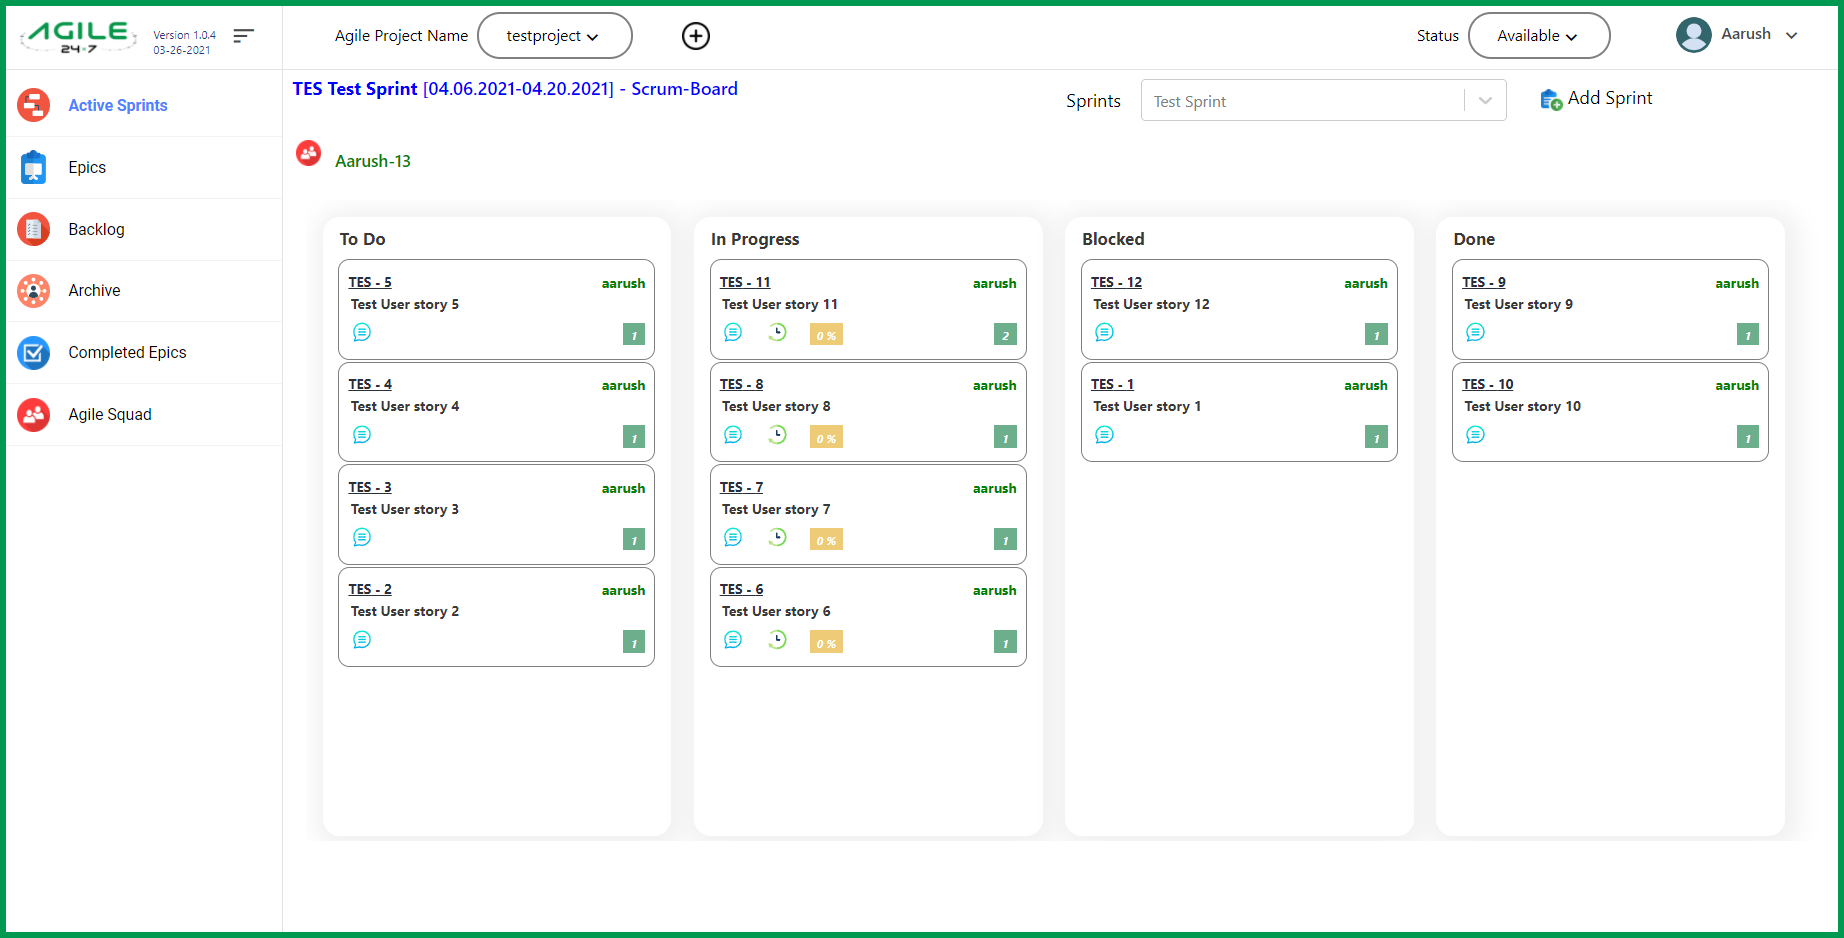 AGILE
24×7
Version 1.0.4
03-26-2021
Agile Project Name
testproject
Status
Available
Aarush
Active Sprints
Epics
Backlog
Archive
Completed Epics
Agile Squad
TES Test Sprint [04.06.2021-04.20.2021] - Scrum-Board
Sprints
Test Sprint
Add Sprint
Aarush-13
To Do
TES - 5
aarush
Test User story 5
1
TES - 4
aarush
Test User story 4
1
TES - 3
aarush
Test User story 3
1
TES - 2
aarush
Test User story 2
1
In Progress
TES - 11
aarush
Test User story 11
0 %
2
TES - 8
aarush
Test User story 8
0 %
1
TES - 7
aarush
Test User story 7
0 %
1
TES - 6
aarush
Test User story 6
0 %
1
Blocked
TES - 12
aarush
Test User story 12
1
TES - 1
aarush
Test User story 1
1
Done
TES - 9
aarush
Test User story 9
1
TES - 10
aarush
Test User story 10
1